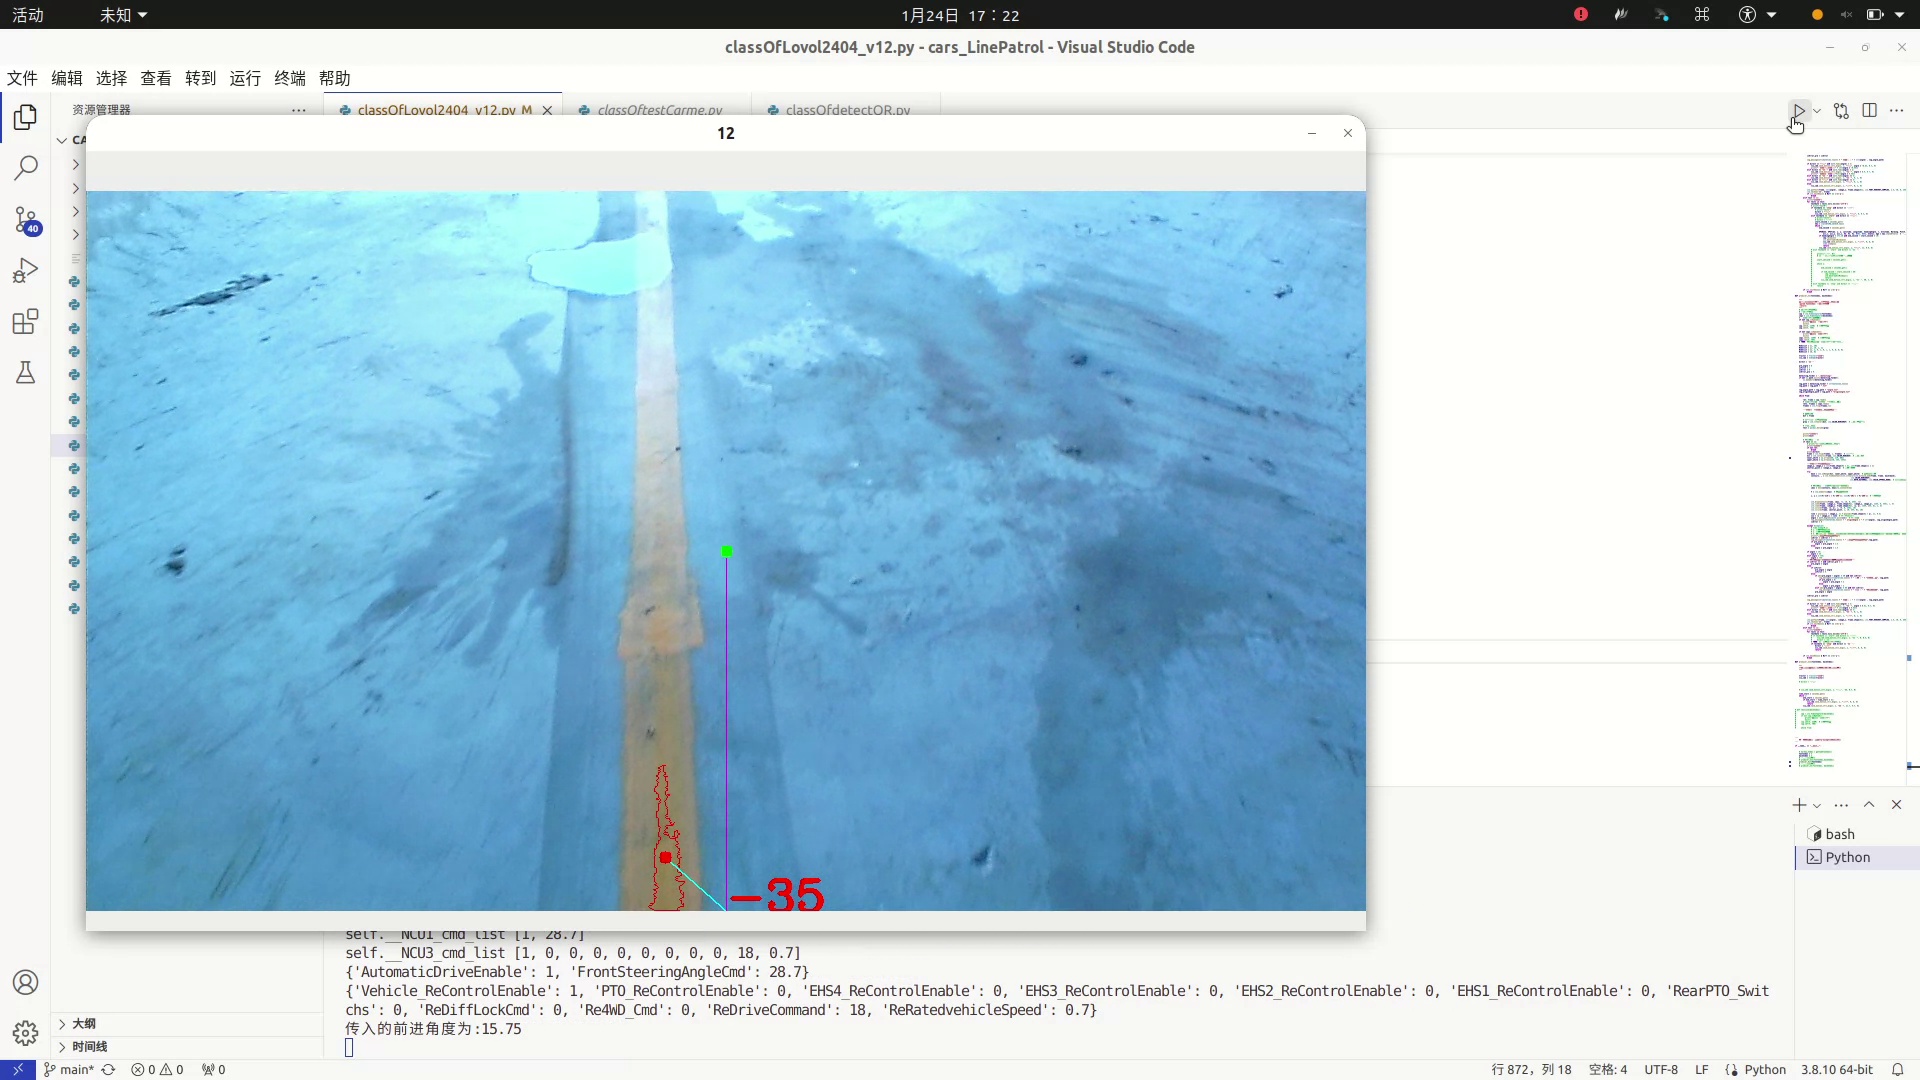 活动
未知
1月24日 17：22
classOfLovol2404_v12.py - cars_LinePatrol - Visual Studio Code
文件 编辑 选择 查看 转到 运行 终端 帮助
资源管理器
classOfLovol2404_v12.py M
classOftestCarme.py
classOfdetectQR.py
CA
12
40
-35
self.__NCU1_cmd_list [1, 28.7]
self.__NCU3_cmd_list [1, 0, 0, 0, 0, 0, 0, 0, 0, 18, 0.7]
{'AutomaticDriveEnable': 1, 'FrontSteeringAngleCmd': 28.7}
{'Vehicle_ReControlEnable': 1, 'PTO_ReControlEnable': 0, 'EHS4_ReControlEnable': 0, 'EHS3_ReControlEnable': 0, 'EHS2_ReControlEnable': 0, 'EHS1_ReControlEnable': 0, 'RearPTO_Swit
chs': 0, 'ReDiffLockCmd': 0, 'Re4WD_Cmd': 0, 'ReDriveCommand': 18, 'ReRatedvehicleSpeed': 0.7}
传入的前进角度为:15.75
bash
Python
大纲
时间线
main*
0 0
0
行 872，列 18
空格: 4
UTF-8
LF
Python
3.8.10 64-bit